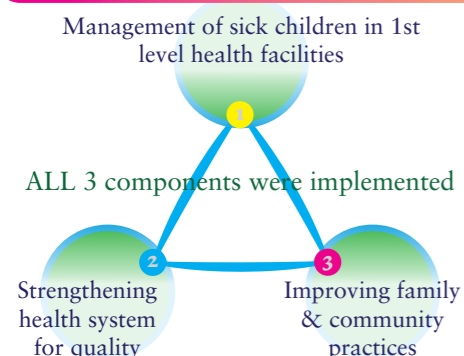 Management of sick children in 1st
level health facilities
1
ALL 3 components were implemented
2
3
Strengthening
health system
for quality
Improving family
& community
practices